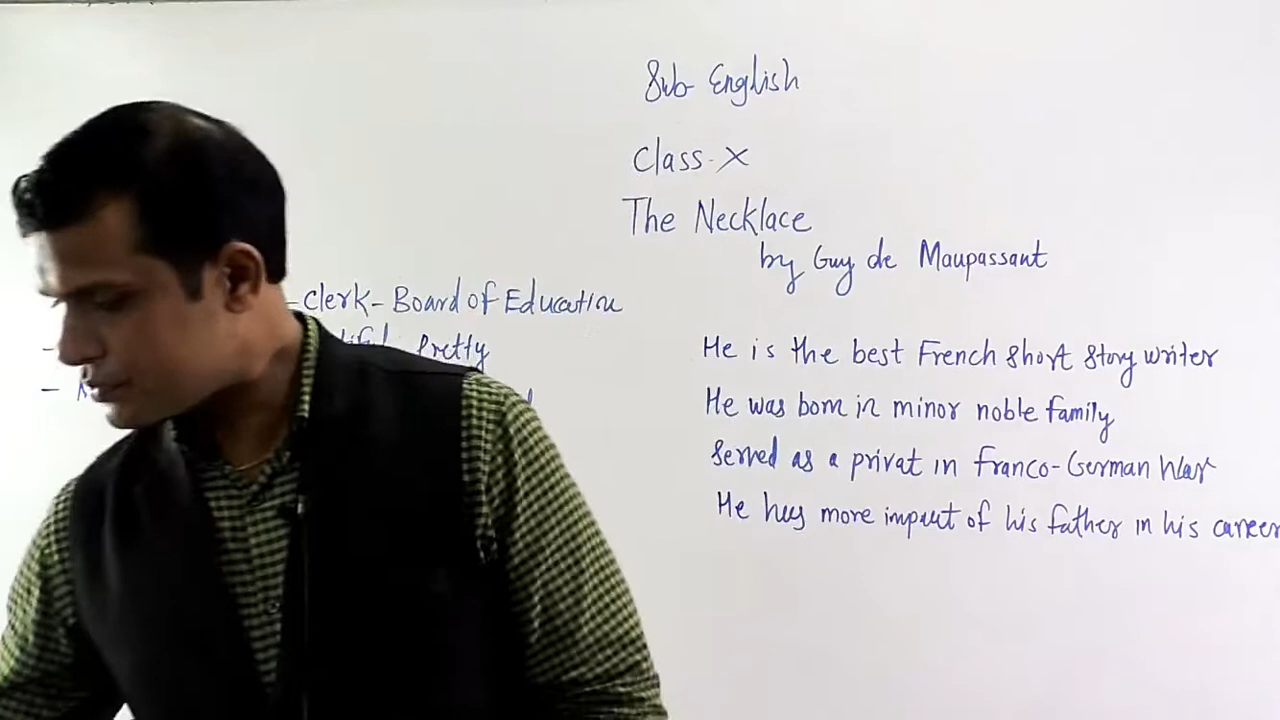 Sub- English
Class-X
The Necklace
by Guy de Maupassant
-Clerk-Board of Education
- Pretty
-
He is the best French short story writer
He was born in minor noble family
Served as a privat in Franco-German War
He has more impact of his father in his career